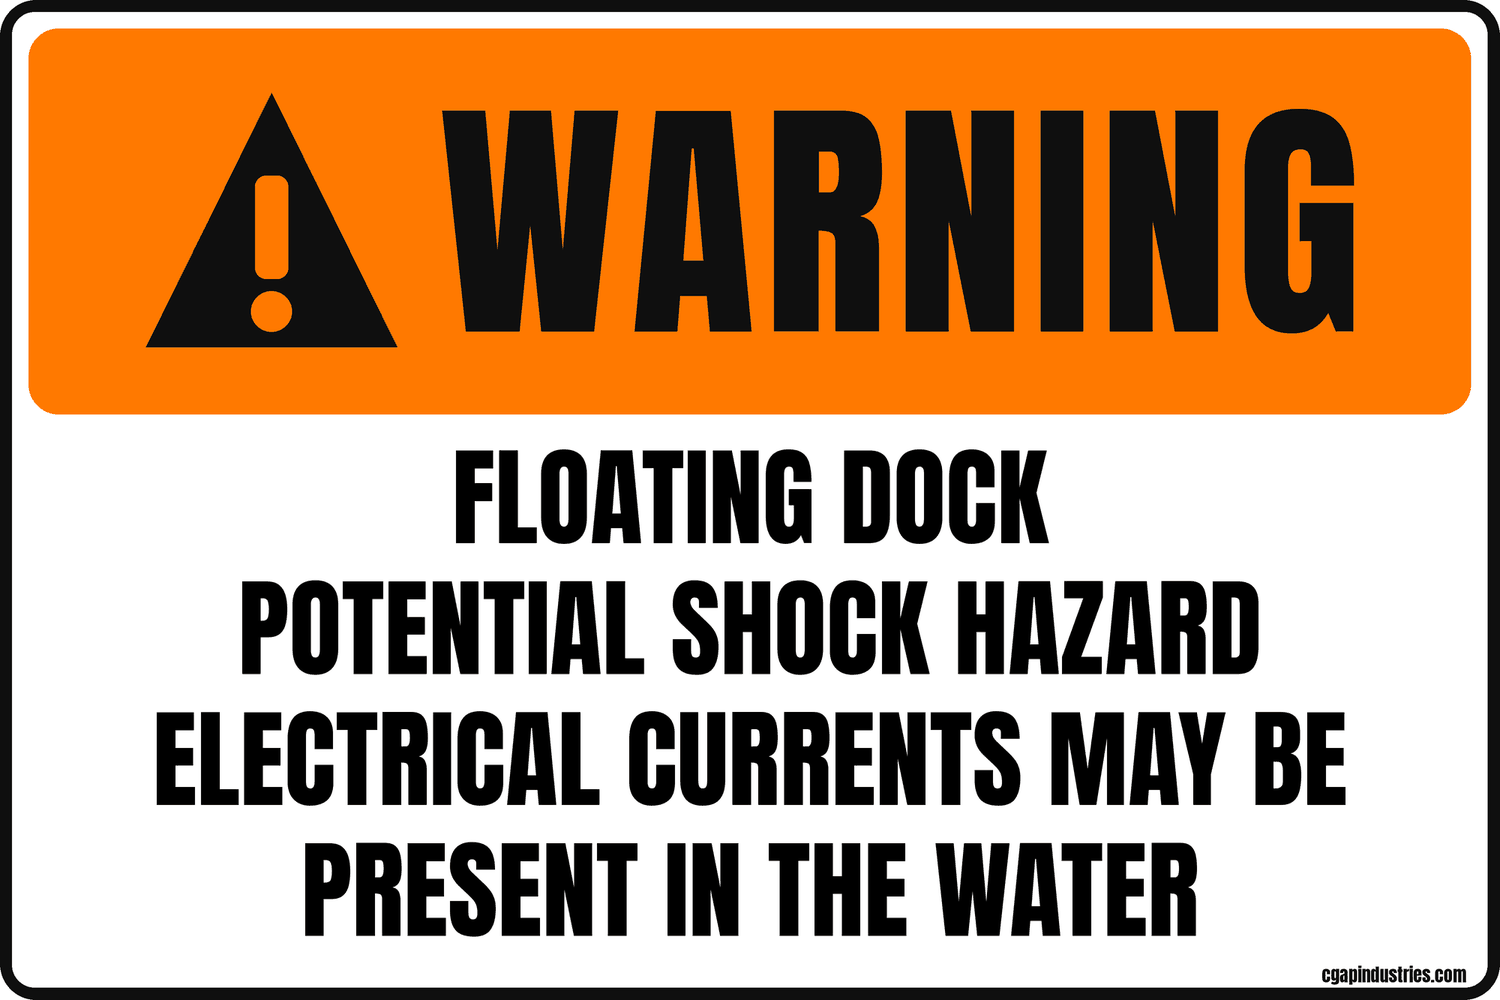 WARNING
FLOATING DOCK
POTENTIAL SHOCK HAZARD
ELECTRICAL CURRENTS MAY BE
PRESENT IN THE WATER
cgapindustries.com